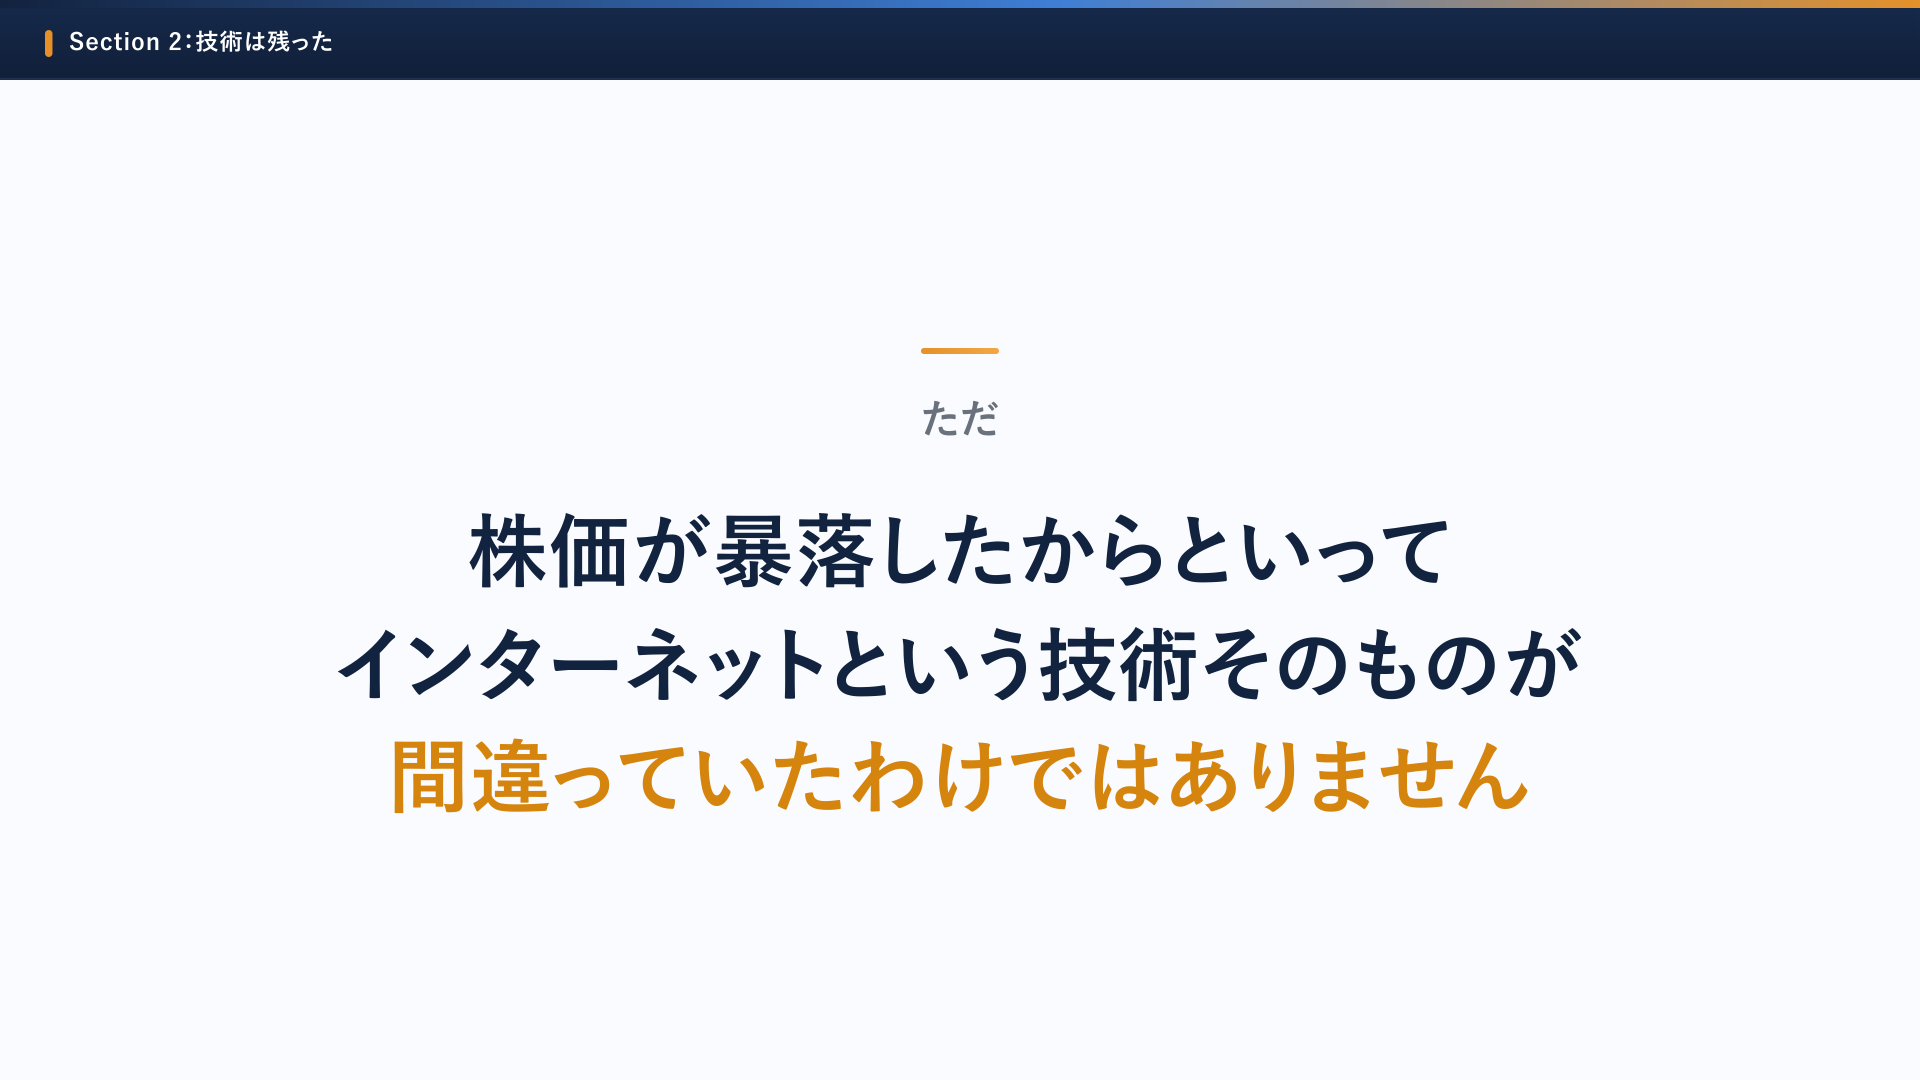 Section 2：技術は残った
ただ
株価が暴落したからといって
インターネットという技術そのものが
間違っていたわけではありません